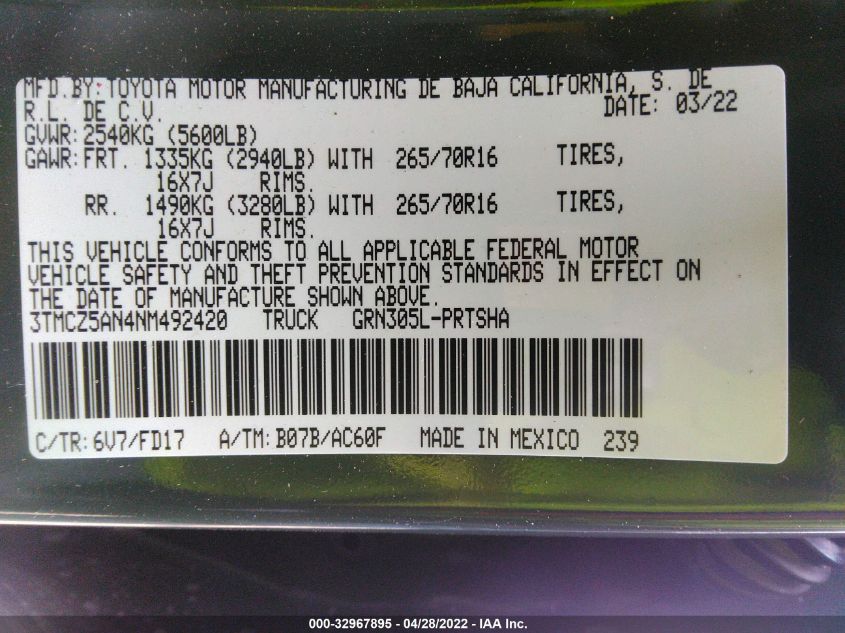 MFD.BY: TOYOTA MOTOR MANUFACTURING DE BAJA CALIFORNIA, S. DE
R.L. DE C.V. DATE: 03/22
GVWR: 2540KG (5600LB)
GAWR: FRT. 1335KG (2940LB) WITH 265/70R16 TIRES,
16X7J RIMS.
RR. 1490KG (3280LB) WITH 265/70R16 TIRES,
16X7J RIMS.
THIS VEHICLE CONFORMS TO ALL APPLICABLE FEDERAL MOTOR
VEHICLE SAFETY AND THEFT PREVENTION STANDARDS IN EFFECT ON
THE DATE OF MANUFACTURE SHOWN ABOVE.
3TMCZ5AN4NM492420 TRUCK GRN305L-PRTSHA
C/TR: 6V7/FD17 A/TM: B07B/AC60F MADE IN MEXICO 239
000-32967895 - 04/28/2022 - IAA Inc.